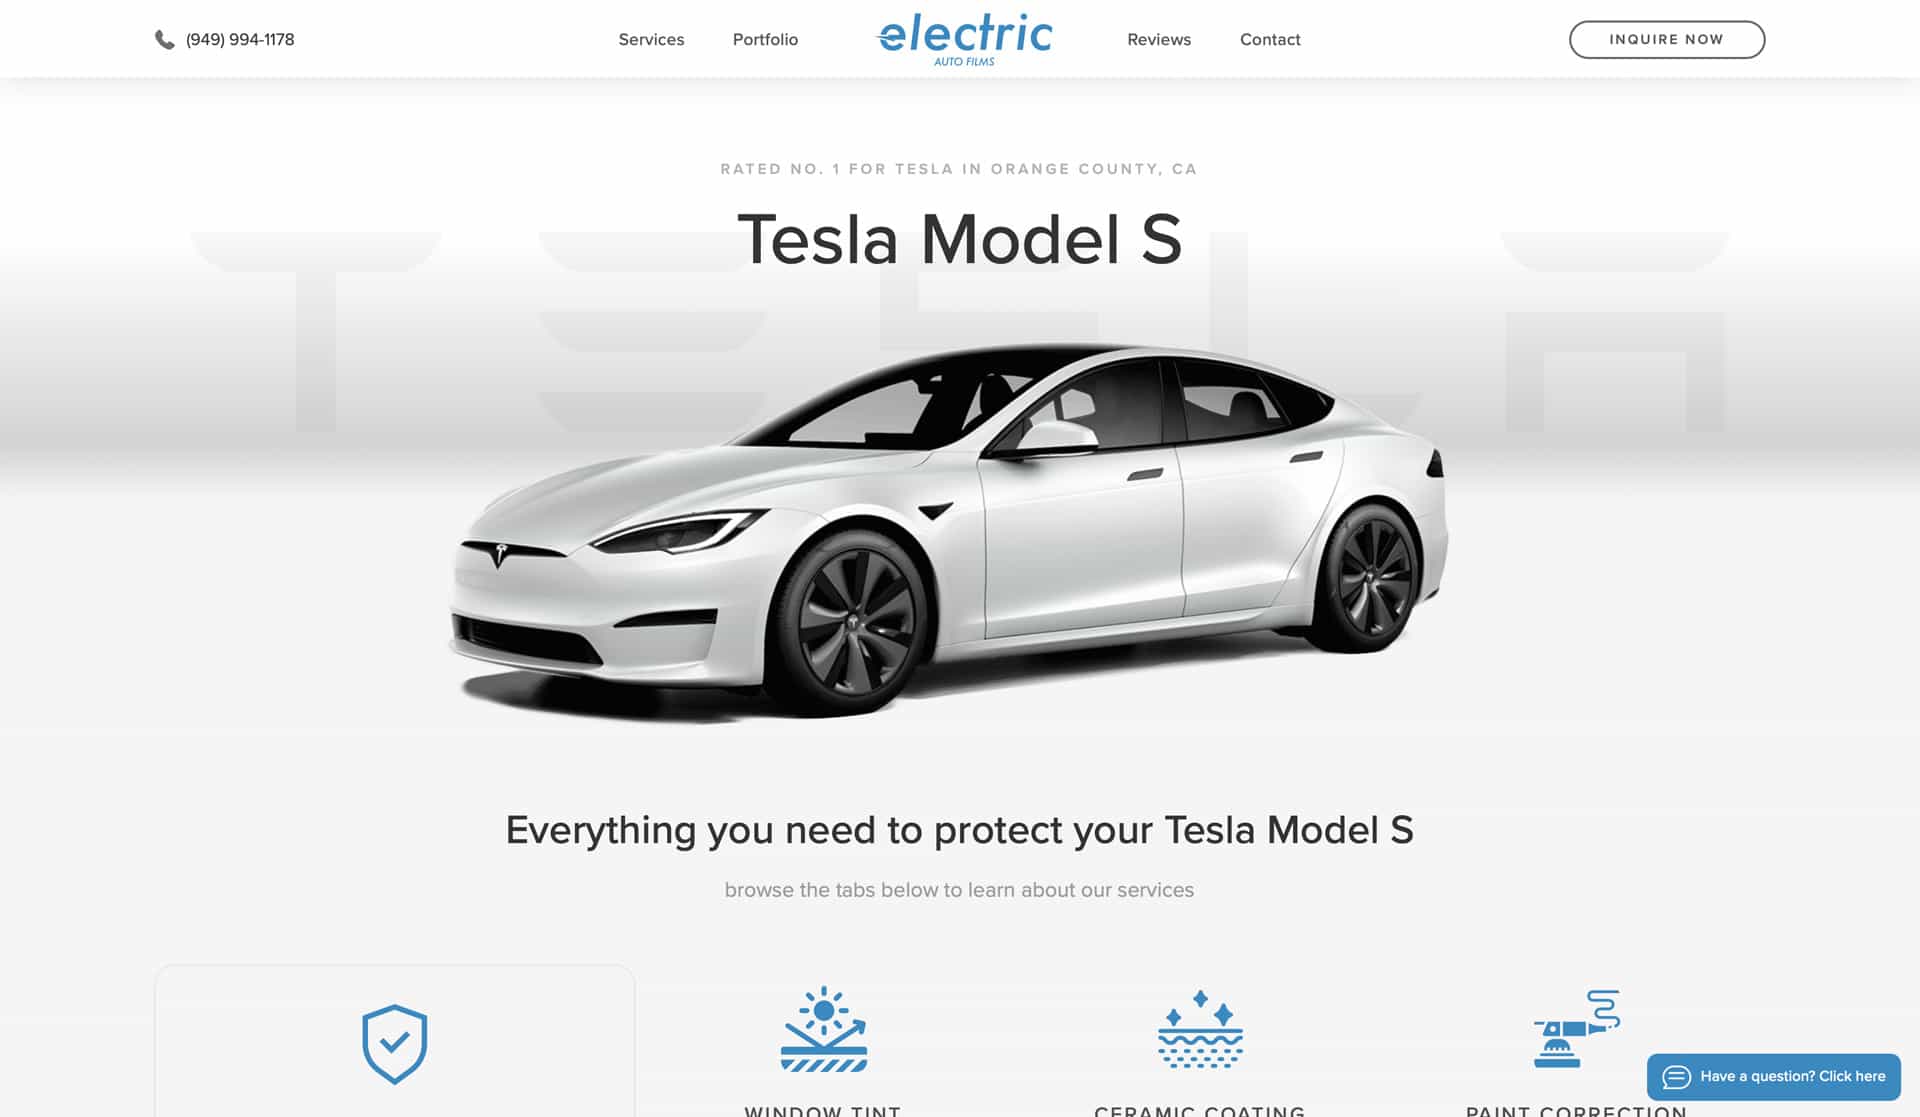 (949) 994-1178
Services
Portfolio
electric
AUTO FILMS
Reviews
Contact
INQUIRE NOW
RATED NO. 1 FOR TESLA IN ORANGE COUNTY, CA
Tesla Model S
TESLA
Everything you need to protect your Tesla Model S
browse the tabs below to learn about our services
WINDOW TINT
CERAMIC COATING
PAINT CORRECTION
Have a question? Click here